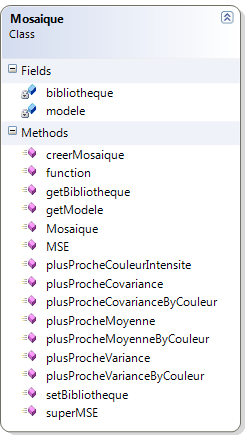 Mosaique
Class
Fields
bibliotheque
modele
Methods
creerMosaique
function
getBibliotheque
getModele
Mosaique
MSE
plusProcheCouleurIntensite
plusProcheCovariance
plusProcheCovarianceByCouleur
plusProcheMoyenne
plusProcheMoyenneByCouleur
plusProcheVariance
plusProcheVarianceByCouleur
setBibliotheque
superMSE